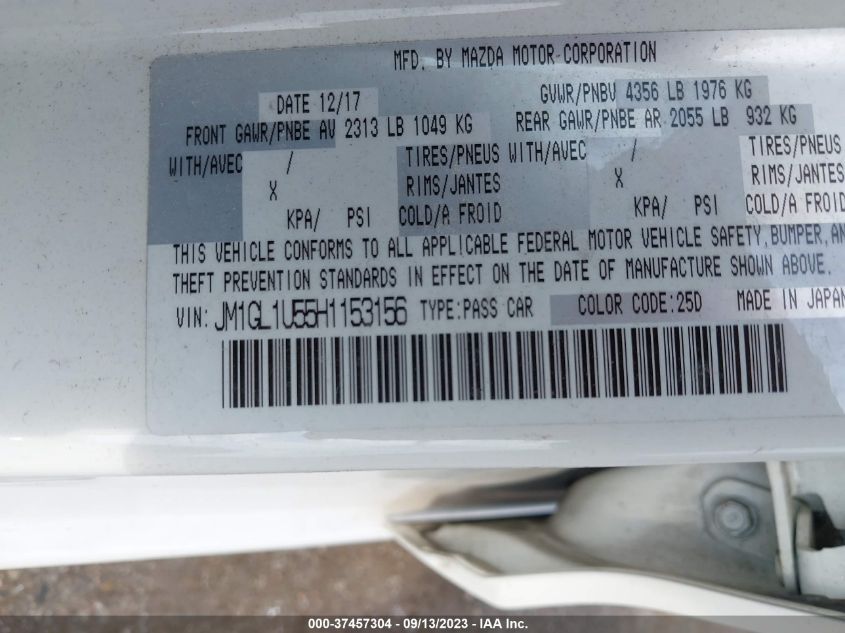 MFD. BY MAZDA MOTOR CORPORATION
DATE 12/17 GVWR/PNBV 4356 LB 1976 KG
FRONT GAWR/PNBE AV 2313 LB 1049 KG REAR GAWR/PNBE AR 2055 LB 932 KG
WITH/AVEC / TIRES/PNEUS WITH/AVEC / TIRES/PNEUS
X RIMS/JANTES X RIMS/JANTES
KPA/ PSI COLD/A FROID KPA/ PSI COLD/A FROID
THIS VEHICLE CONFORMS TO ALL APPLICABLE FEDERAL MOTOR VEHICLE SAFETY, BUMPER, AN
THEFT PREVENTION STANDARDS IN EFFECT ON THE DATE OF MANUFACTURE SHOWN ABOVE.
VIN: JM1GL1U55H1153156 TYPE:PASS CAR COLOR CODE:25D MADE IN JAPAN
000-37457304 - 09/13/2023 - IAA Inc.